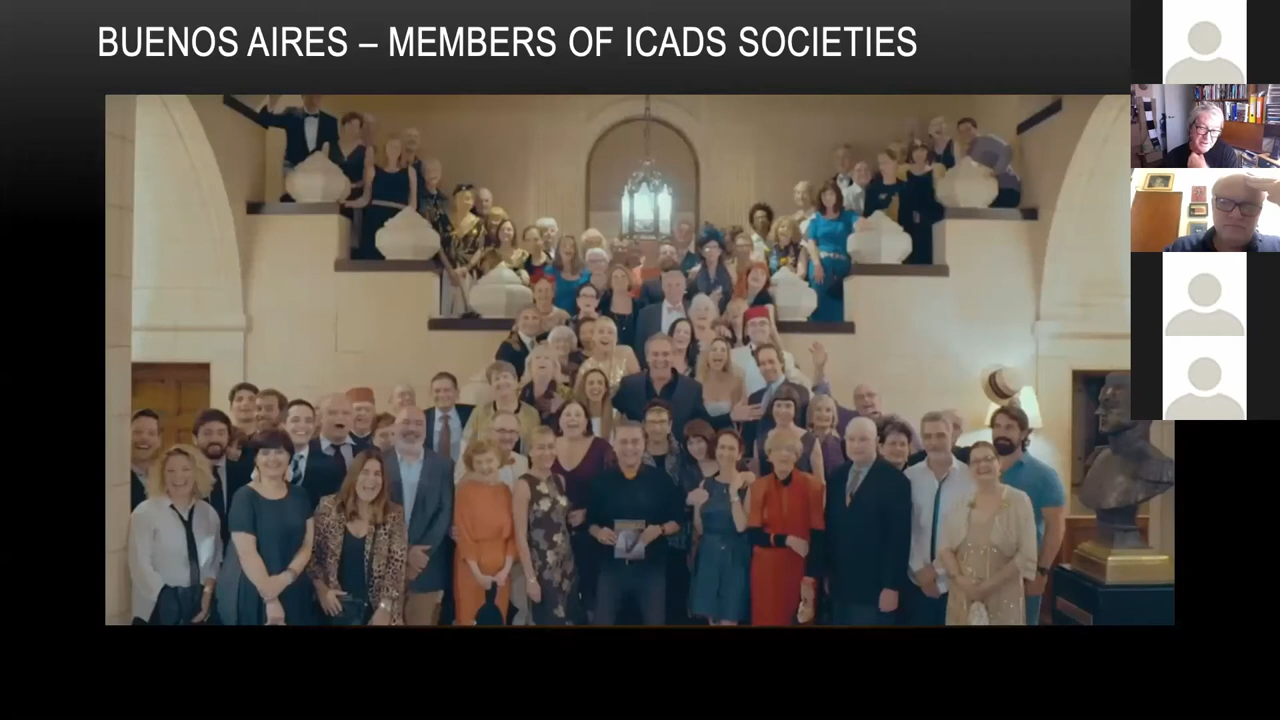 BUENOS AIRES – MEMBERS OF ICADS SOCIETIES